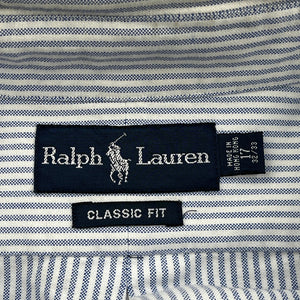 Ralph Lauren
MADE IN
HONG KONG
17
32/33
CLASSIC FIT